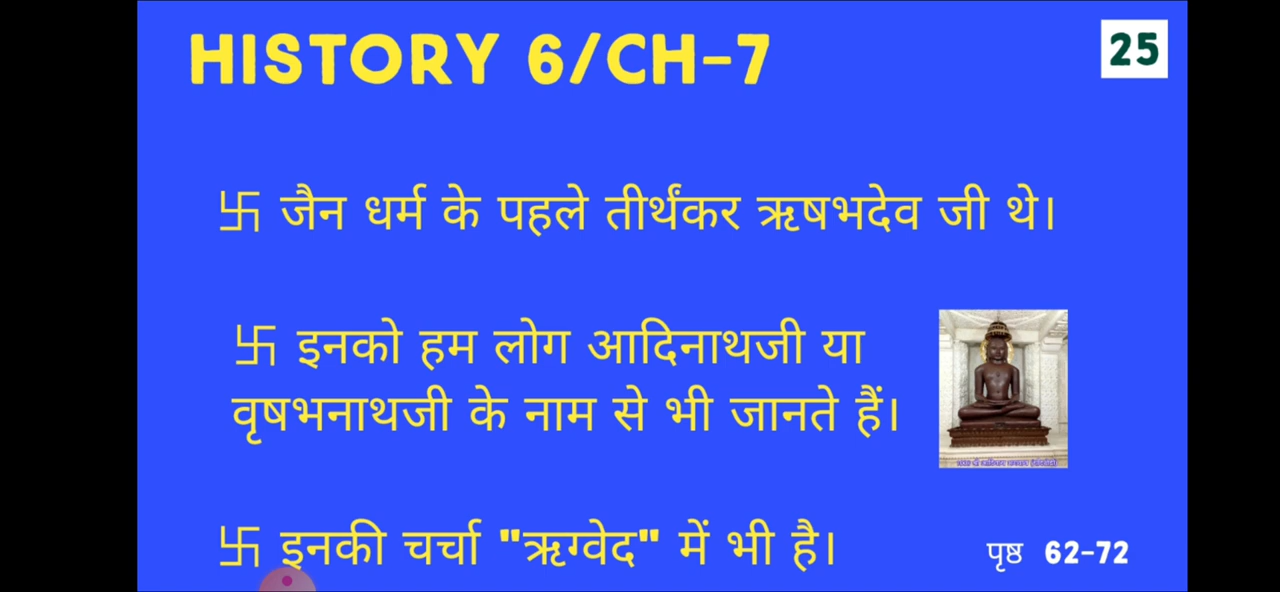 HISTORY 6/CH-7
25
卐 जैन धर्म के पहले तीर्थंकर ऋषभदेव जी थे।
卐 इनको हम लोग आदिनाथजी या
वृषभनाथजी के नाम से भी जानते हैं।
卐 इनकी चर्चा "ऋग्वेद" में भी है।
पृष्ठ 62-72